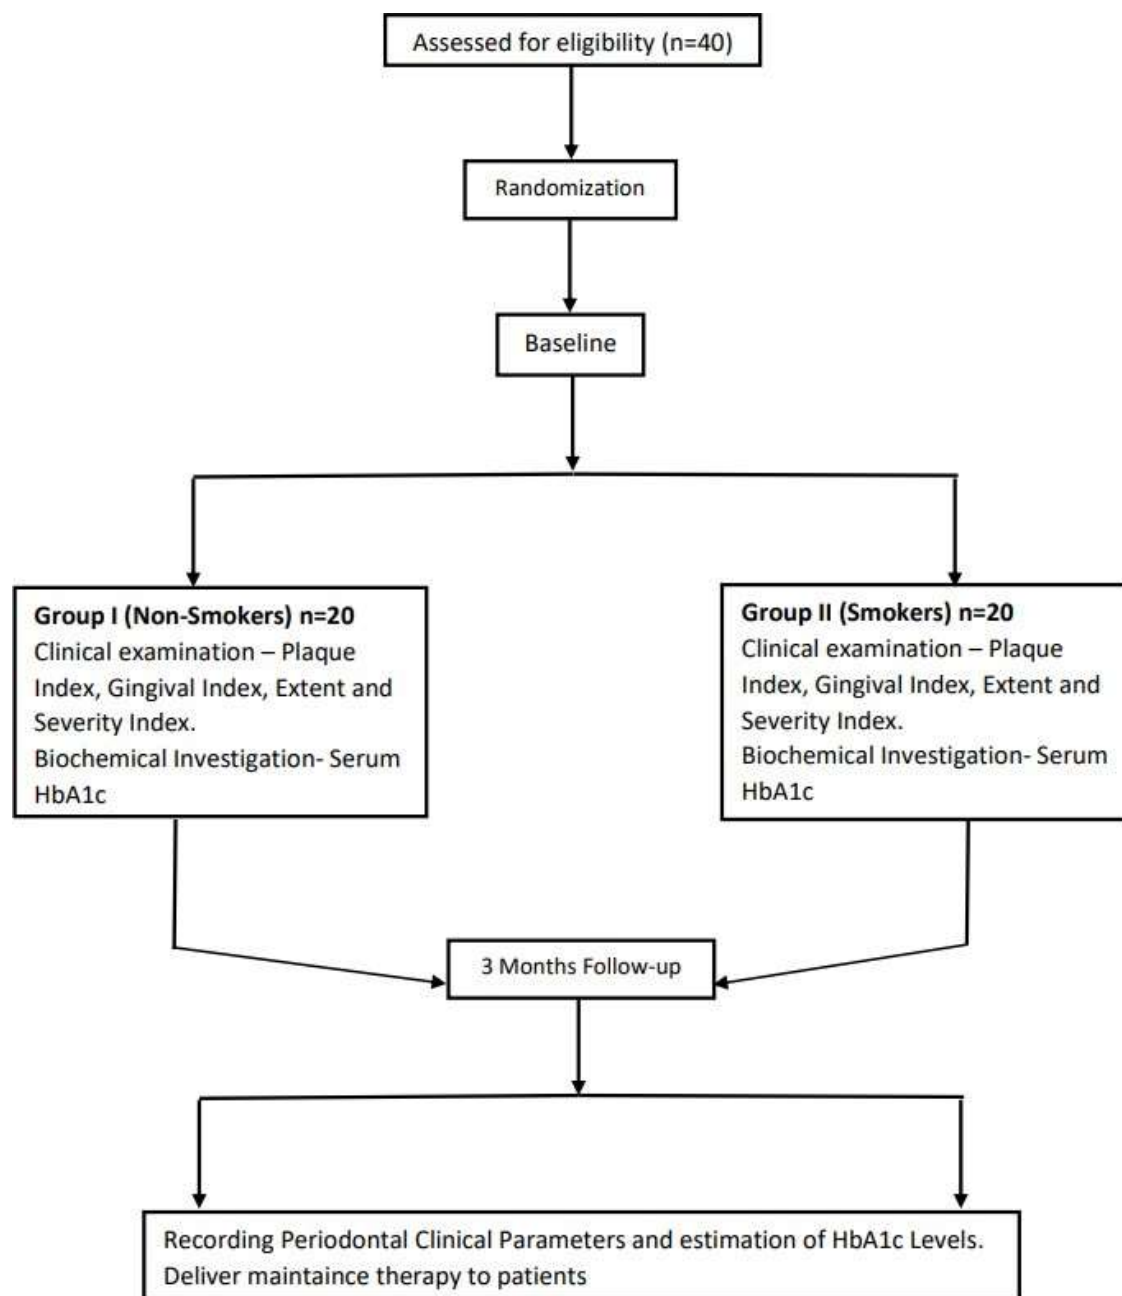 Assessed for eligibility (n=40)
Randomization
Baseline
Group I (Non-Smokers) n=20
Clinical examination – Plaque
Index, Gingival Index, Extent and
Severity Index.
Biochemical Investigation- Serum
HbA1c
Group II (Smokers) n=20
Clinical examination – Plaque
Index, Gingival Index, Extent and
Severity Index.
Biochemical Investigation- Serum
HbA1c
3 Months Follow-up
Recording Periodontal Clinical Parameters and estimation of HbA1c Levels.
Deliver maintaince therapy to patients